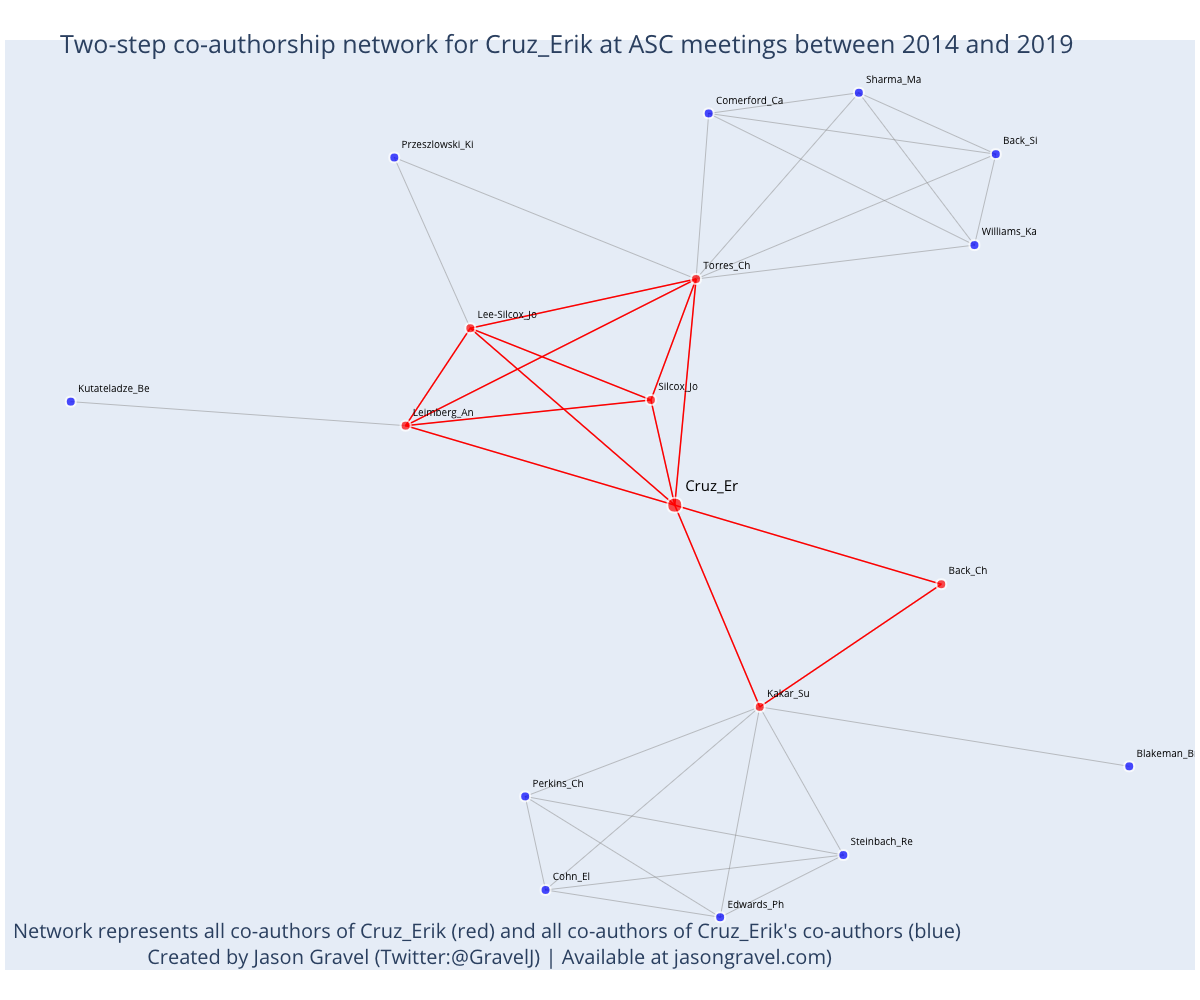 Two-step co-authorship network for Cruz_Erik at ASC meetings between 2014 and 2019
Sharma_Ma
Comerford_Ca
Back_Si
Przeszlowski_Ki
Williams_Ka
Torres_Ch
Lee-Silcox_Jo
Silcox_Jo
Kutateladze_Be
Leimberg_An
Cruz_Er
Back_Ch
Kakar_Su
Blakeman_B
Perkins_Ch
Steinbach_Re
Cohn_El
Edwards_Ph
Network represents all co-authors of Cruz_Erik (red) and all co-authors of Cruz_Erik's co-authors (blue)
Created by Jason Gravel (Twitter:@GravelJ) | Available at jasongravel.com)